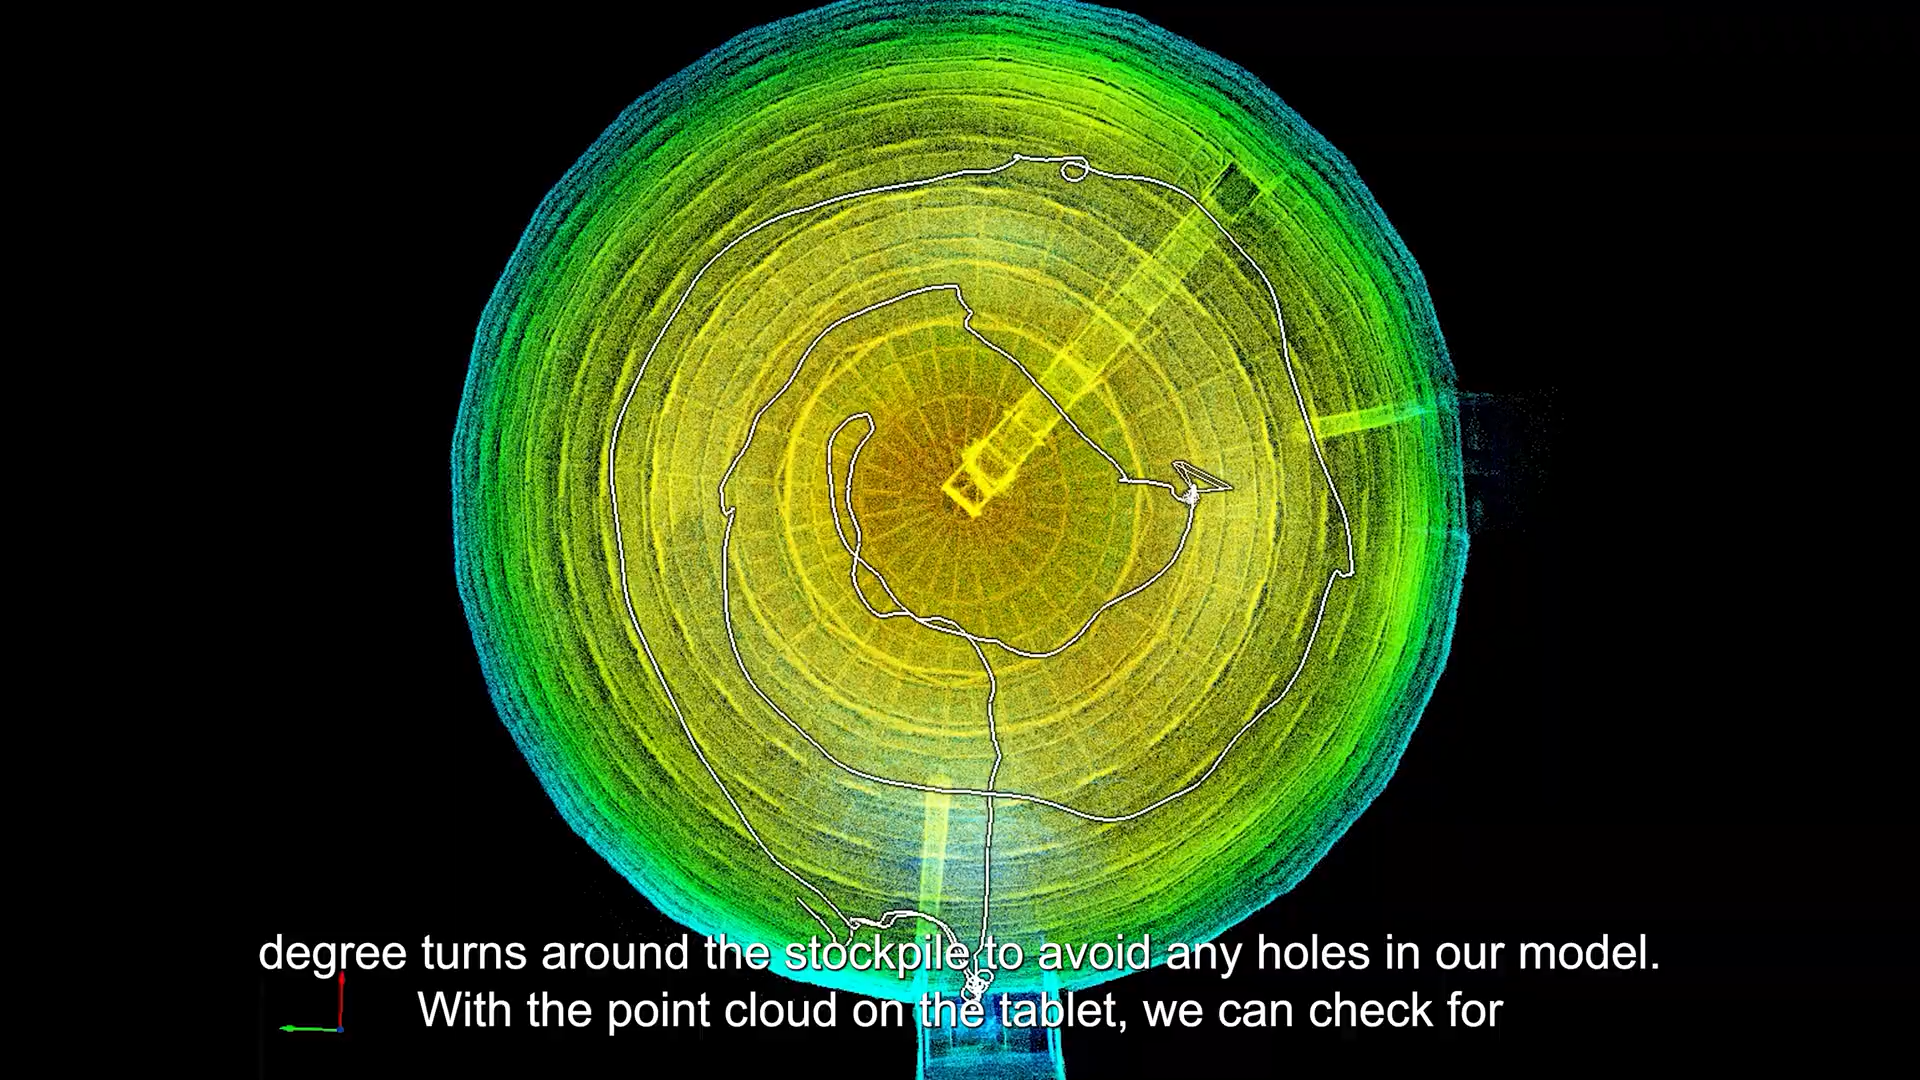 degree turns around the stockpile to avoid any holes in our model.
With the point cloud on the tablet, we can check for